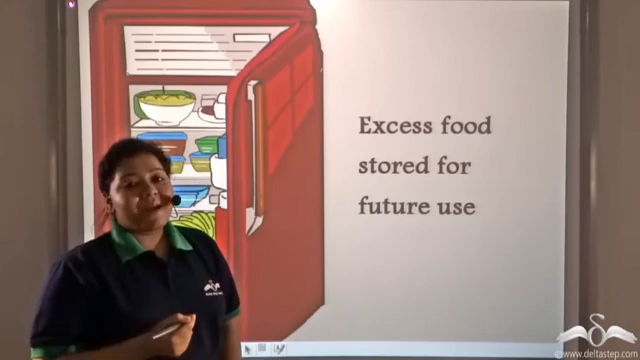 Excess food
stored for
future use
©www.deltastep.com